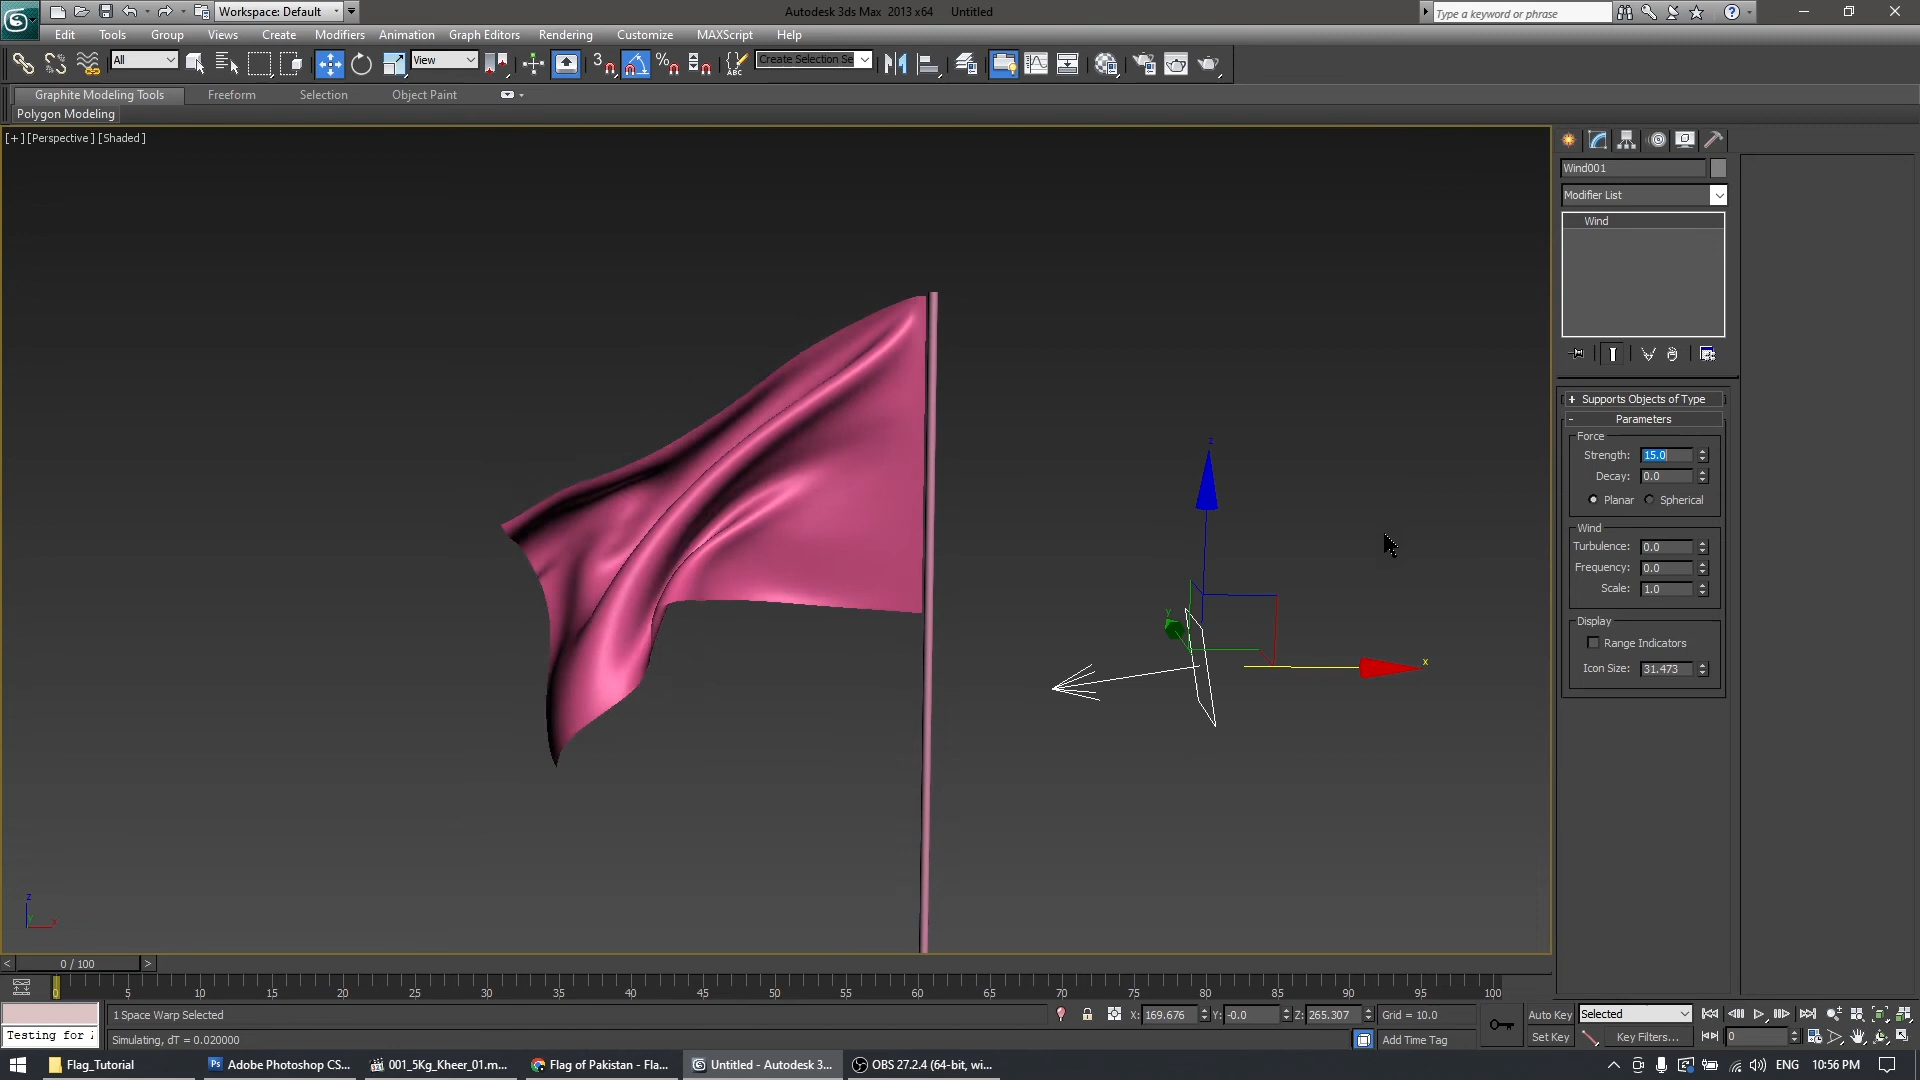 Workspace: Default
Autodesk 3ds Max 2013 x64 Untitled
Type a keyword or phrase
Edit Tools Group Views Create Modifiers Animation Graph Editors Rendering Customize MAXScript Help
All
View
3
%
ABC
Create Selection Se
Graphite Modeling Tools Freeform Selection Object Paint
Polygon Modeling
[+] [Perspective] [Shaded]
Wind001
Modifier List
Wind
+ Supports Objects of Type
- Parameters
Force
Strength: 15.0
Decay: 0.0
Planar Spherical
Wind
Turbulence: 0.0
Frequency: 0.0
Scale: 1.0
Display
Range Indicators
Icon Size: 31.473
z
y
x
z
y
x
< 0 / 100 >
0 5 10 15 20 25 30 35 40 45 50 55 60 65 70 75 80 85 90 95 100
1 Space Warp Selected
X: 169.676 Y: -0.0 Z: 265.307 Grid = 10.0
Auto Key Selected
Testing for
Simulating, dT = 0.020000
Add Time Tag
Set Key Key Filters... 0
Flag_Tutorial
Adobe Photoshop CS...
001_5Kg_Kheer_01.m...
Flag of Pakistan - Fla...
Untitled - Autodesk 3...
OBS 27.2.4 (64-bit, wi...
ENG
10:56 PM